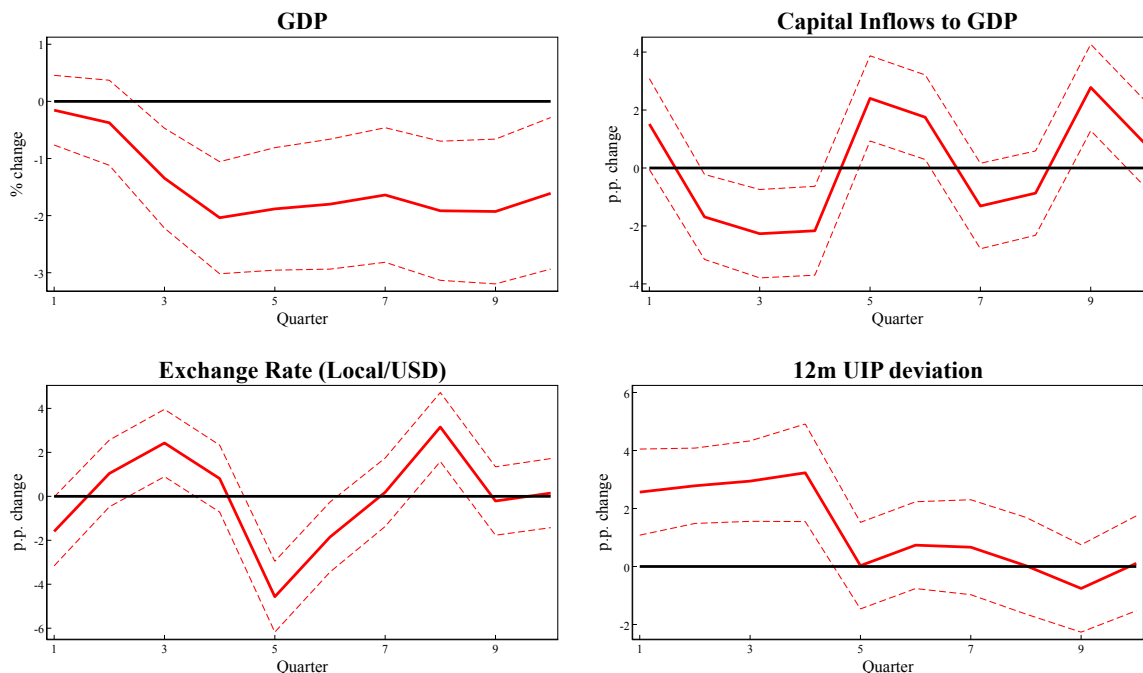 GDP
% change
1
0
-1
-2
-3
1 3 5 7 9
Quarter
Capital Inflows to GDP
p.p. change
4
2
0
-2
-4
1 3 5 7 9
Quarter
Exchange Rate (Local/USD)
p.p. change
4
2
0
-2
-4
-6
1 3 5 7 9
Quarter
12m UIP deviation
p.p. change
6
4
2
0
-2
1 3 5 7 9
Quarter